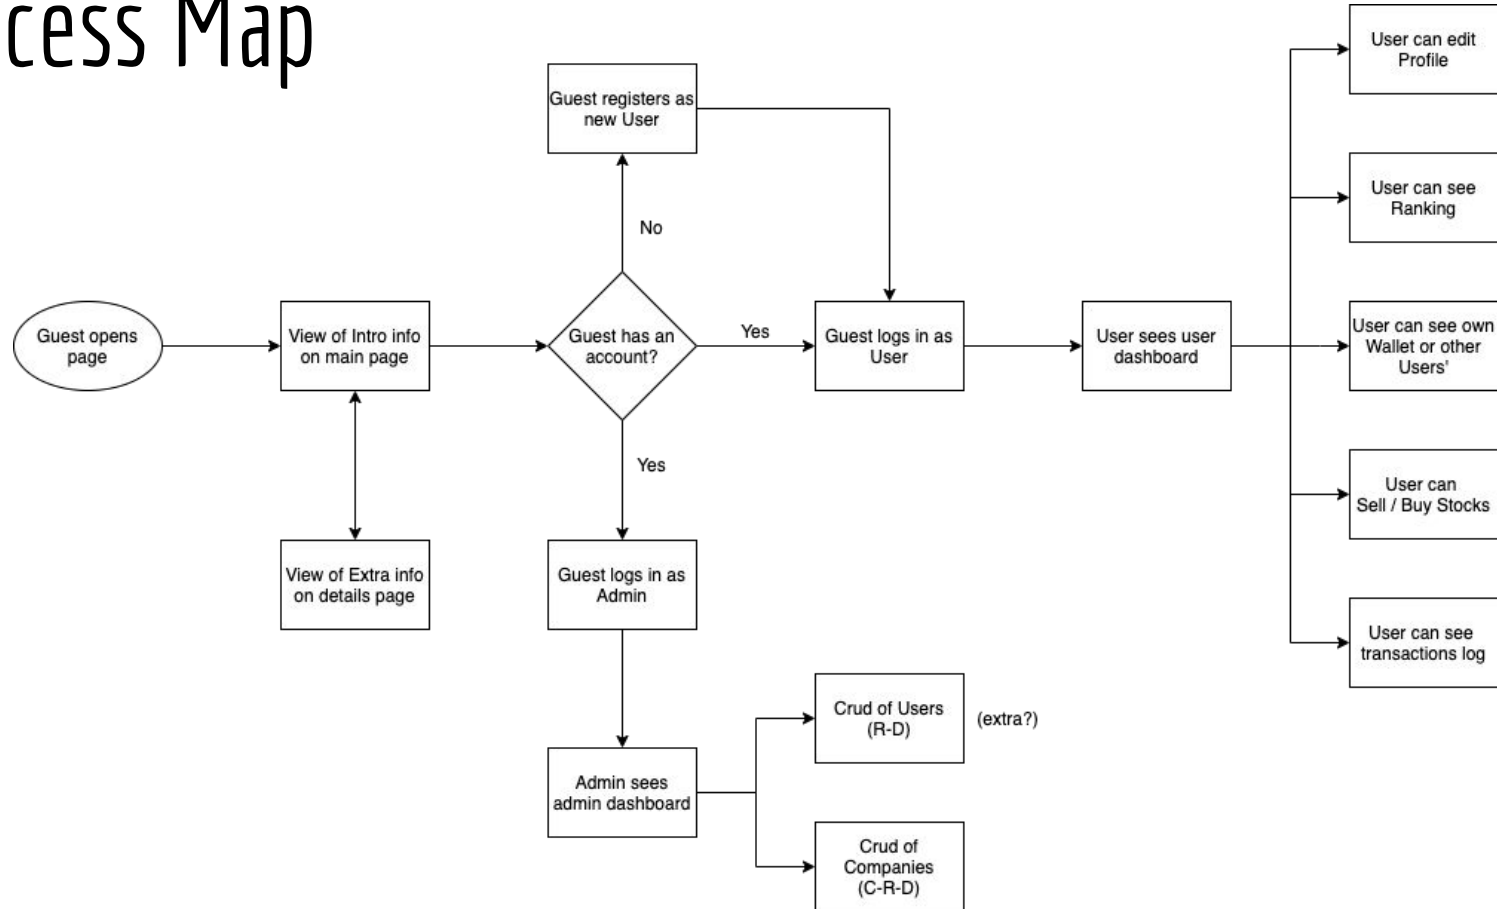 cess Map
User can edit
Profile
Guest registers as
new User
User can see
Ranking
No
Guest opens
page
View of Intro info
on main page
Guest has an
account?
Yes
Guest logs in as
User
User sees user
dashboard
User can see own
Wallet or other
Users'
Yes
User can
Sell / Buy Stocks
View of Extra info
on details page
Guest logs in as
Admin
User can see
transactions log
Crud of Users
(R-D)
(extra?)
Admin sees
admin dashboard
Crud of
Companies
(C-R-D)